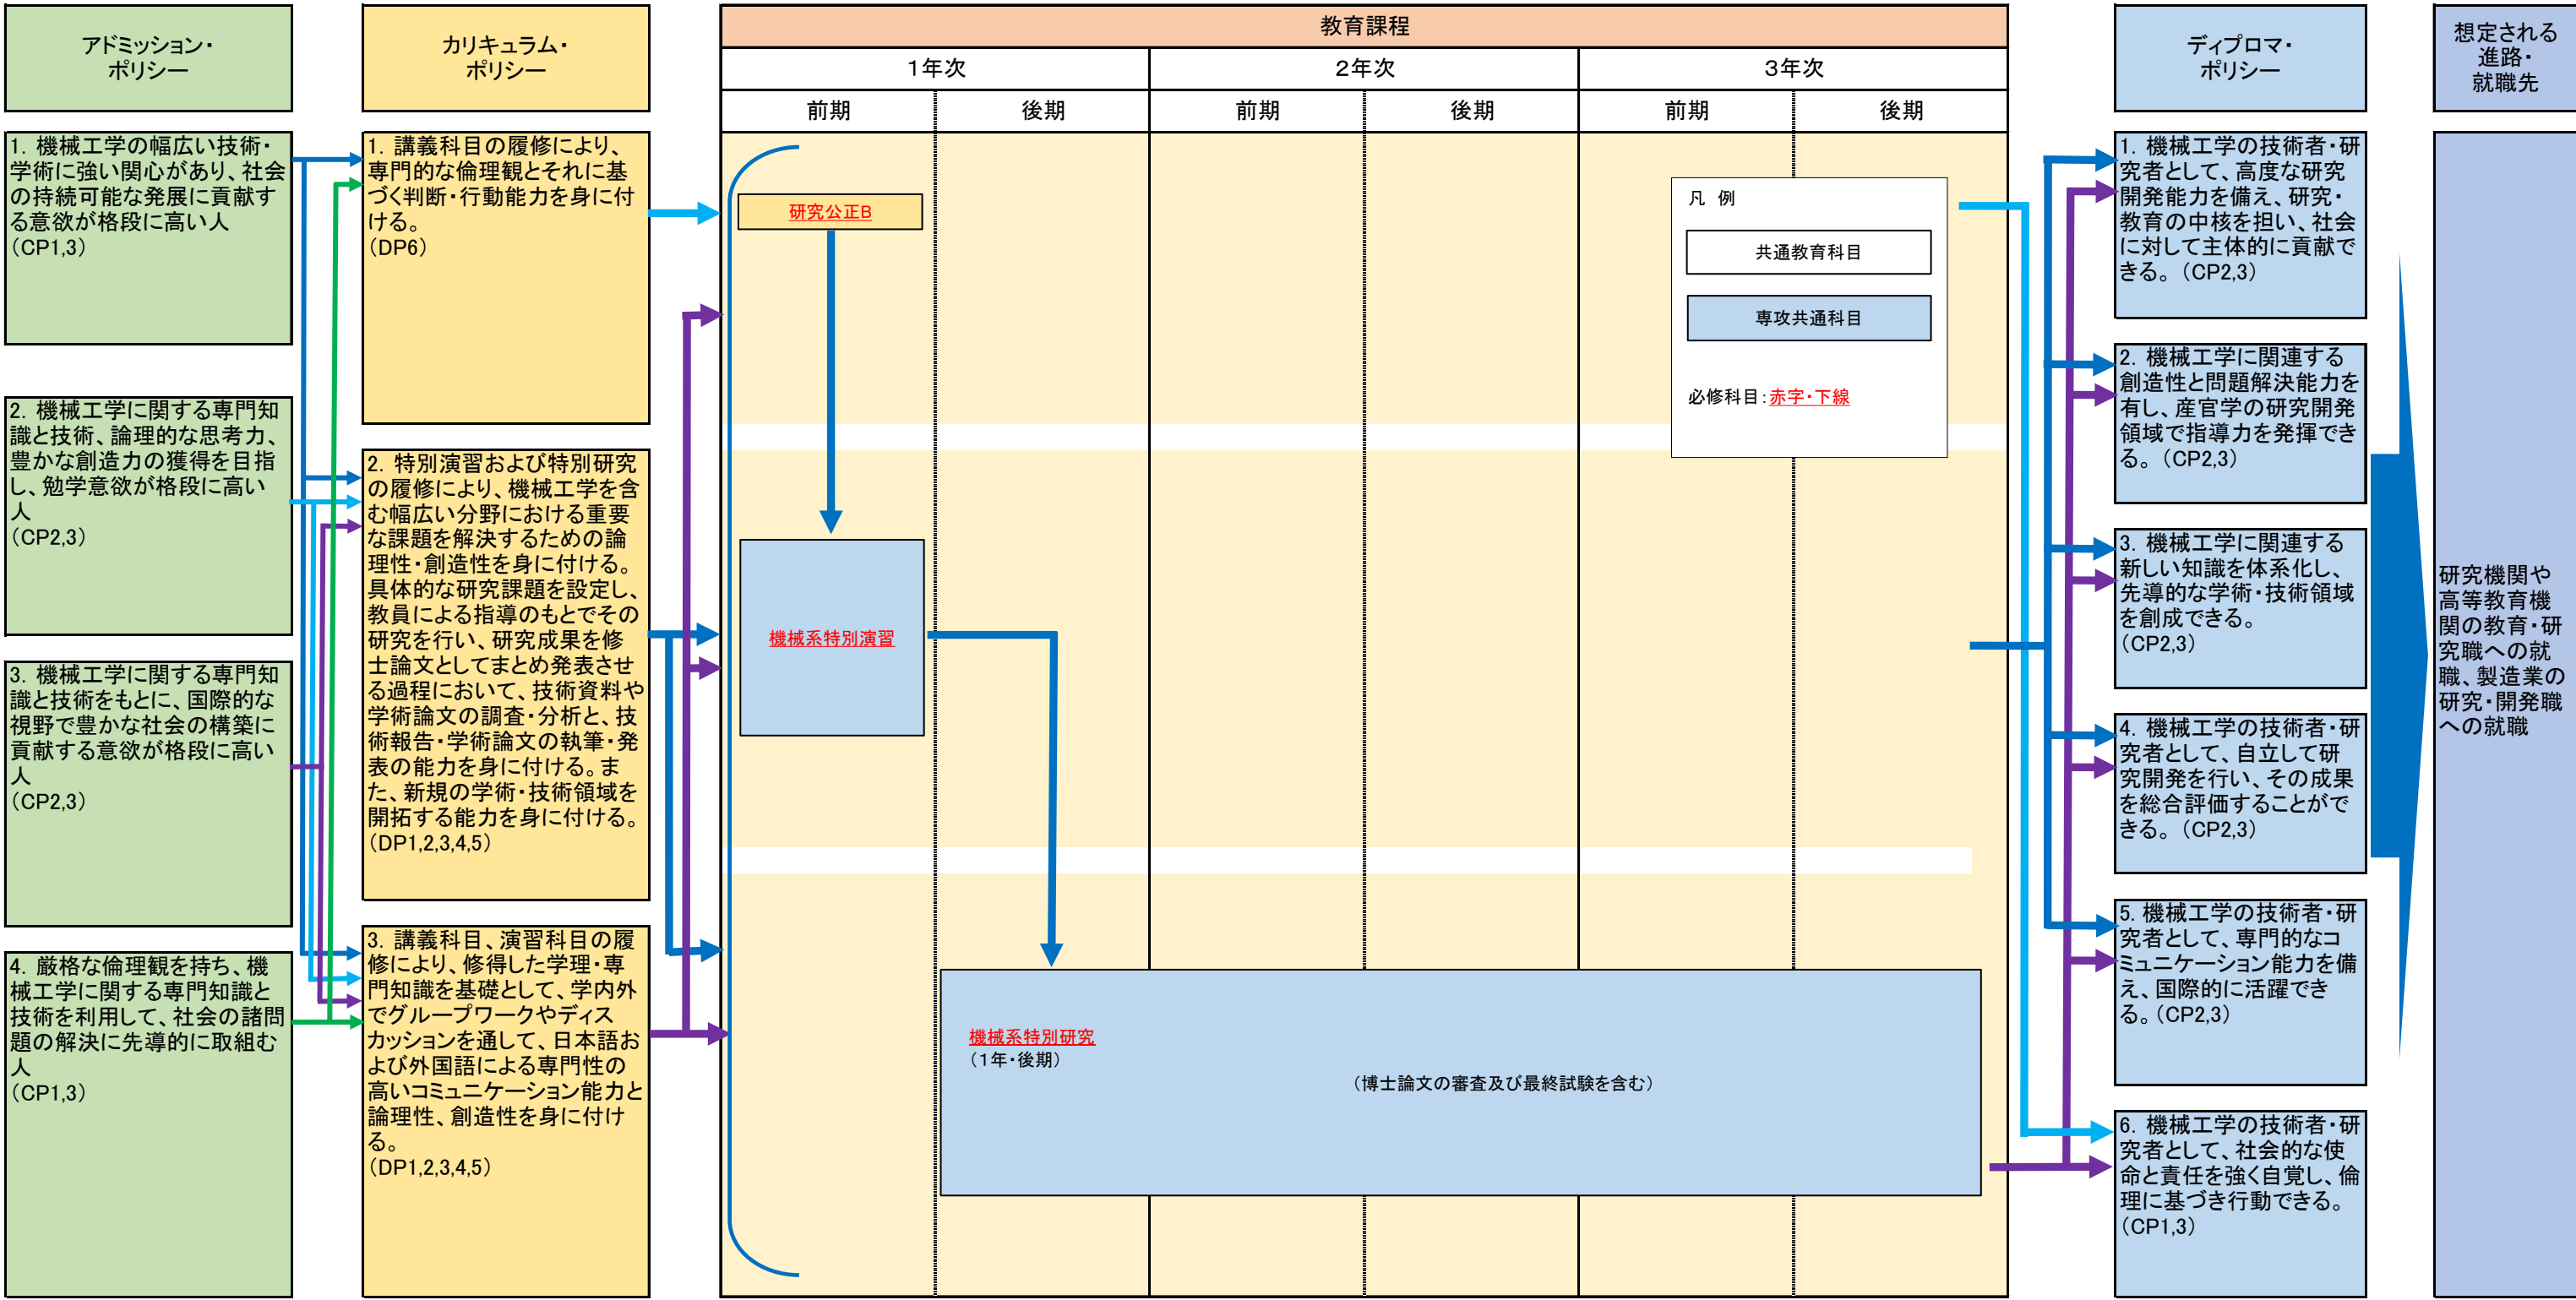 アドミッション・
ポリシー
1. 機械工学の幅広い技術・
学術に強い関心があり、社会
の持続可能な発展に貢献す
る意欲が格段に高い人
（CP1,3）
2. 機械工学に関する専門知
識と技術、論理的な思考力、
豊かな創造力の獲得を目指
し、勉学意欲が格段に高い
人
（CP2,3）
3. 機械工学に関する専門知
識と技術をもとに、国際的な
視野で豊かな社会の構築に
貢献する意欲が格段に高い
人
（CP2,3）
4. 厳格な倫理観を持ち、機
械工学に関する専門知識と
技術を利用して、社会の諸問
題の解決に先導的に取組む
人
（CP1,3）
カリキュラム・
ポリシー
1. 講義科目の履修により、
専門的な倫理観とそれに基
づく判断・行動能力を身に付
ける。
（DP6）
2. 特別演習および特別研究
の履修により、機械工学を含
む幅広い分野における重要
な課題を解決するための論
理性・創造性を身に付ける。
具体的な研究課題を設定し、
教員による指導のもとでその
研究を行い、研究成果を修
士論文としてまとめ発表させ
る過程において、技術資料や
学術論文の調査・分析と、技
術報告・学術論文の執筆・発
表の能力を身に付ける。ま
た、新規の学術・技術領域を
開拓する能力を身に付ける。
（DP1,2,3,4,5）
3. 講義科目、演習科目の履
修により、修得した学理・専
門知識を基礎として、学内外
でグループワークやディス
カッションを通して、日本語お
よび外国語による専門性の
高いコミュニケーション能力と
論理性、創造性を身に付け
る。
（DP1,2,3,4,5）
教育課程
1年次
2年次
3年次
前期
後期
前期
後期
前期
後期
研究公正B
機械系特別演習
機械系特別研究
（1年・後期）
（博士論文の審査及び最終試験を含む）
凡 例
共通教育科目
専攻共通科目
必修科目：赤字・下線
ディプロマ・
ポリシー
1. 機械工学の技術者・研
究者として、高度な研究
開発能力を備え、研究・
教育の中核を担い、社会
に対して主体的に貢献で
きる。（CP2,3）
2. 機械工学に関連する
創造性と問題解決能力を
有し、産官学の研究開発
領域で指導力を発揮でき
る。（CP2,3）
3. 機械工学に関連する
新しい知識を体系化し、
先導的な学術・技術領域
を創成できる。
（CP2,3）
4. 機械工学の技術者・研
究者として、自立して研
究開発を行い、その成果
を総合評価することがで
きる。（CP2,3）
5. 機械工学の技術者・研
究者として、専門的なコ
ミュニケーション能力を備
え、国際的に活躍でき
る。（CP2,3）
6. 機械工学の技術者・研
究者として、社会的な使
命と責任を強く自覚し、倫
理に基づき行動できる。
（CP1,3）
想定される
進路・
就職先
研究機関や
高等教育機
関の教育・研
究職への就
職、製造業の
研究・開発職
への就職